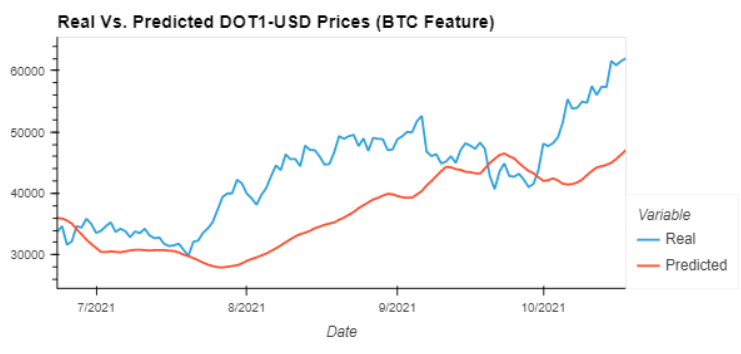 Real Vs. Predicted DOT1-USD Prices (BTC Feature)
60000
50000
40000
30000
7/2021
8/2021
9/2021
10/2021
Date
Variable
Real
Predicted